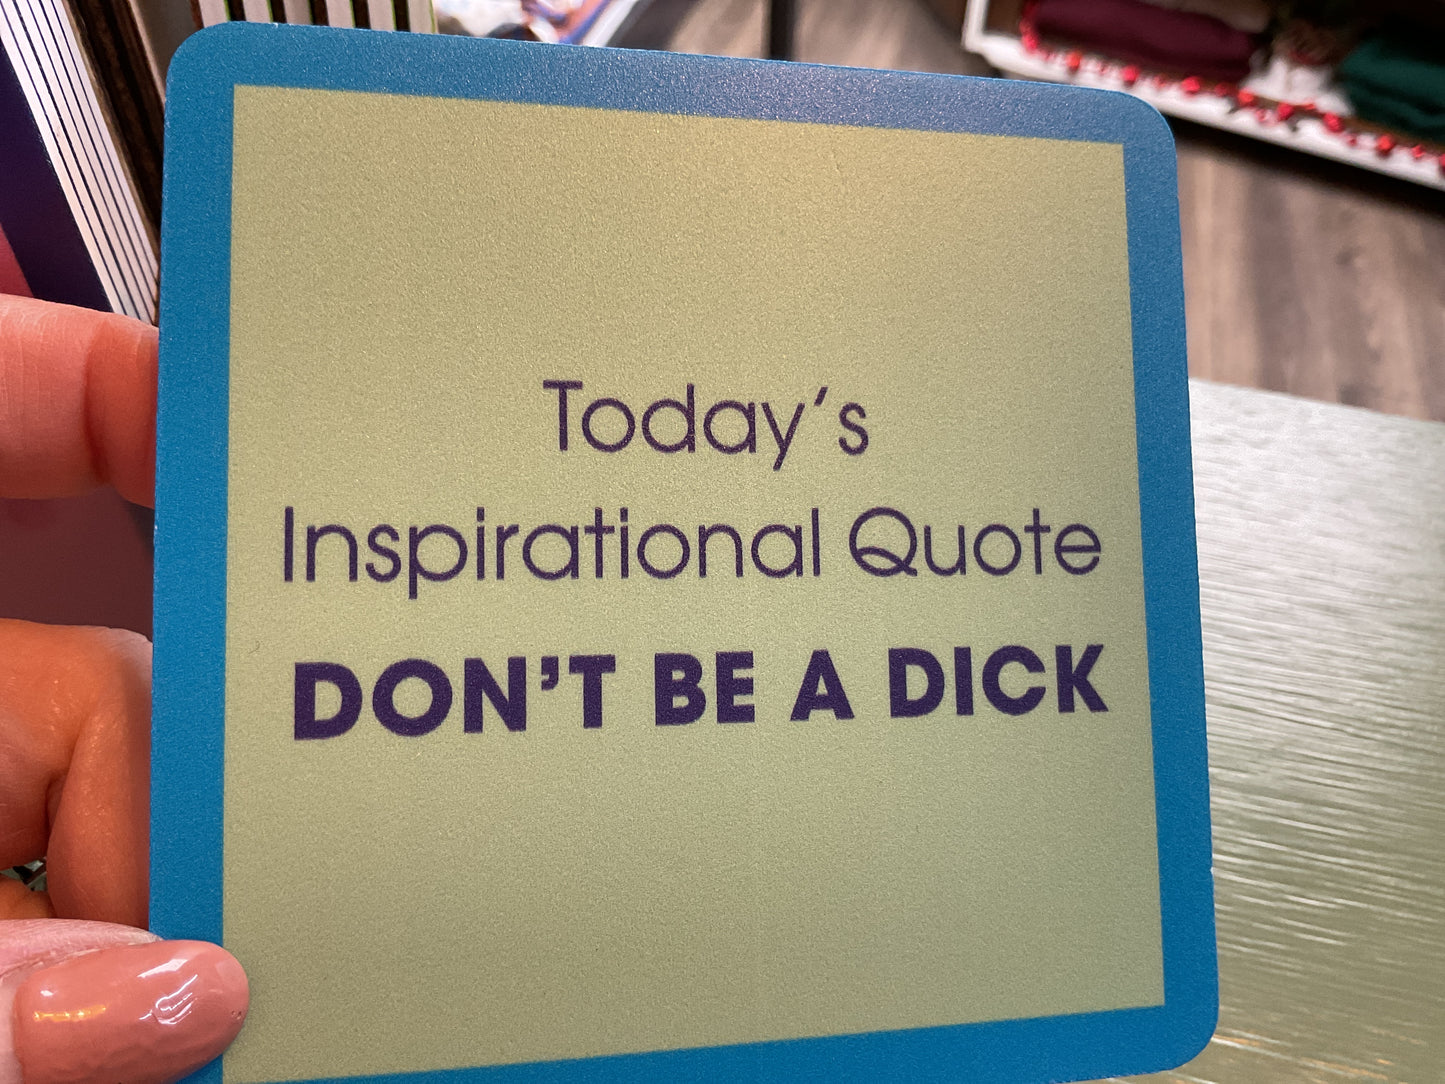 Today's
Inspirational Quote
DON'T BE A DICK